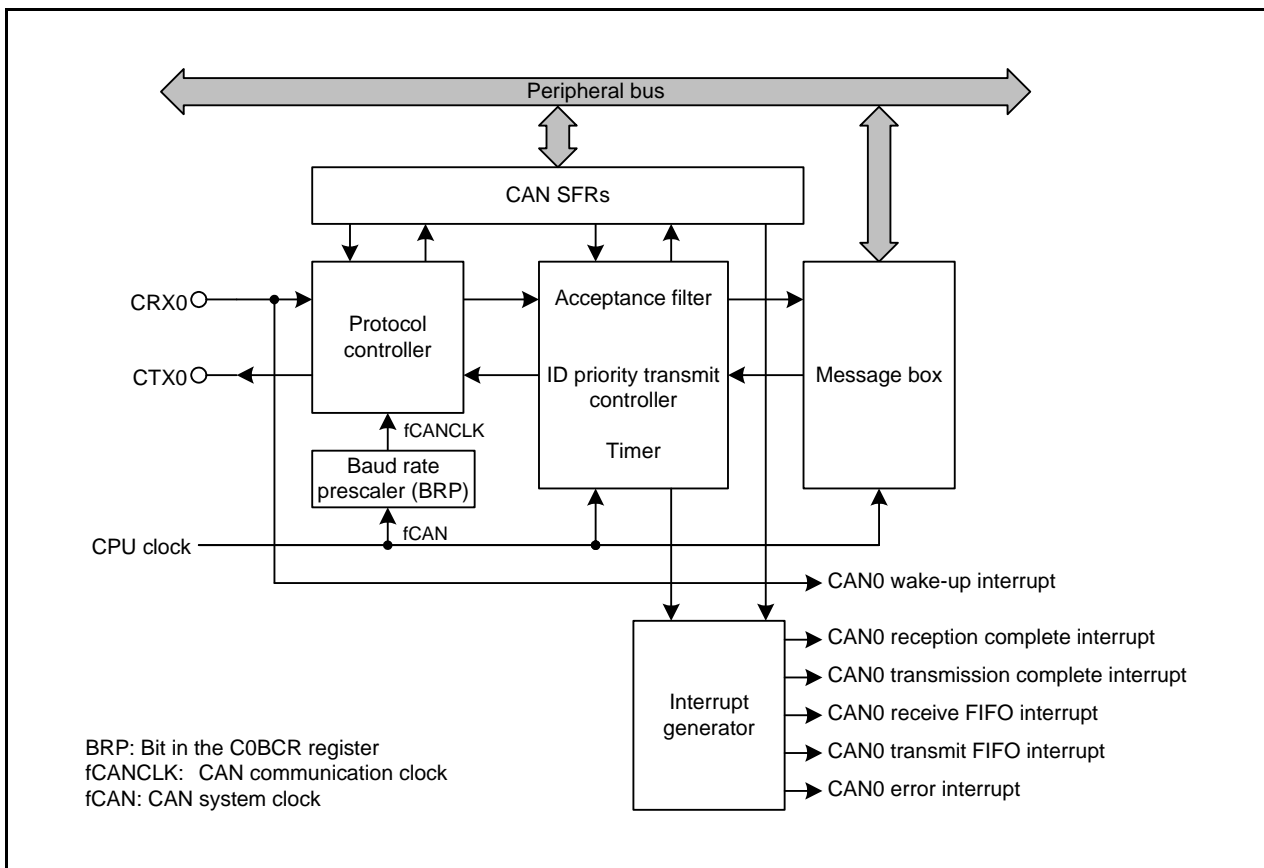 Peripheral bus
CAN SFRs
CRX0
CTX0
Protocol
controller
Acceptance filter
ID priority transmit
controller
Timer
Message box
fCANCLK
Baud rate
prescaler (BRP)
fCAN
CPU clock
CAN0 wake-up interrupt
Interrupt
generator
CAN0 reception complete interrupt
CAN0 transmission complete interrupt
CAN0 receive FIFO interrupt
CAN0 transmit FIFO interrupt
CAN0 error interrupt
BRP: Bit in the C0BCR register
fCANCLK: CAN communication clock
fCAN: CAN system clock